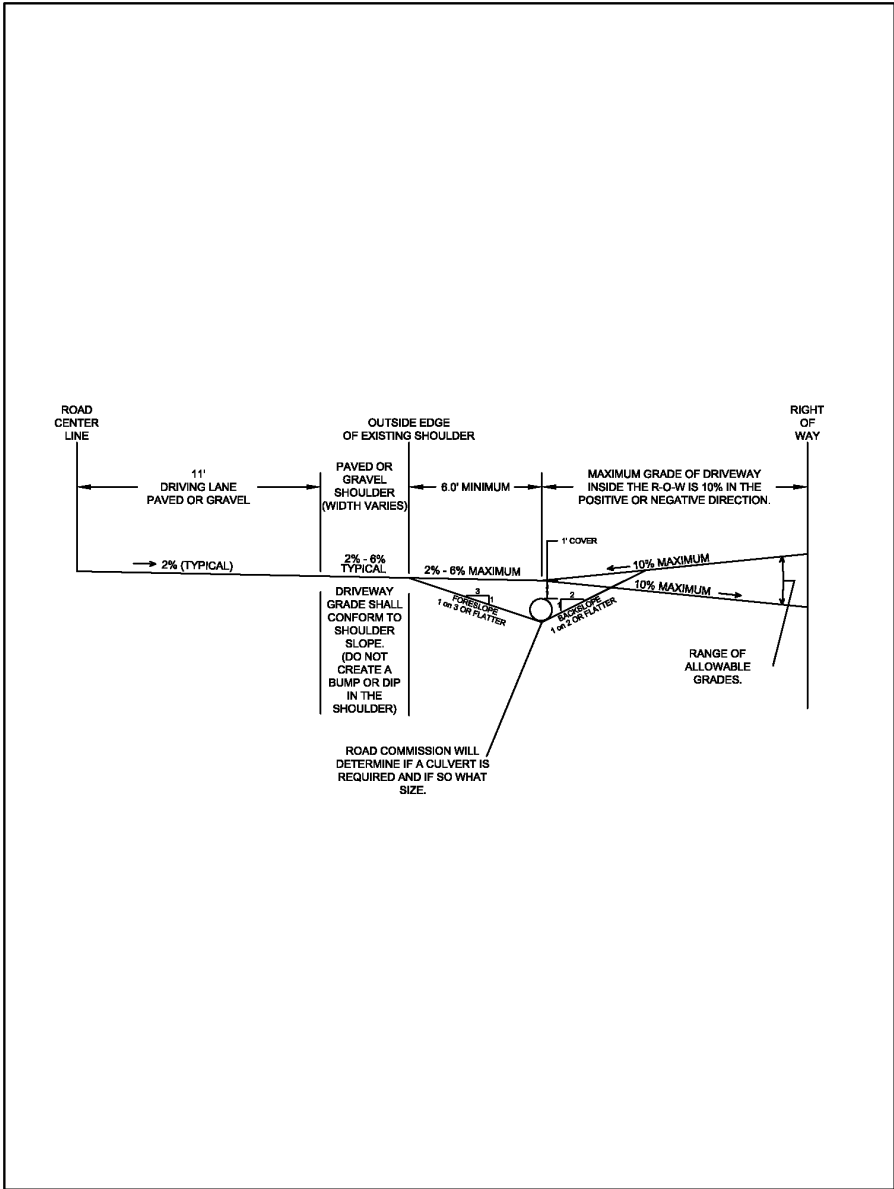 ROAD
CENTER
LINE
OUTSIDE EDGE
OF EXISTING SHOULDER
RIGHT
OF
WAY
11'
DRIVING LANE
PAVED OR GRAVEL
PAVED OR
GRAVEL
SHOULDER
(WIDTH VARIES)
6.0' MINIMUM
MAXIMUM GRADE OF DRIVEWAY
INSIDE THE R-O-W IS 10% IN THE
POSITIVE OR NEGATIVE DIRECTION.
1' COVER
2% (TYPICAL)
2% - 6%
TYPICAL
2% - 6% MAXIMUM
10% MAXIMUM
10% MAXIMUM
3
1
FORESLOPE
1 on 3 OR FLATTER
2
1
BACKSLOPE
1 on 2 OR FLATTER
DRIVEWAY
GRADE SHALL
CONFORM TO
SHOULDER
SLOPE.
(DO NOT
CREATE A
BUMP OR DIP
IN THE
SHOULDER)
RANGE OF
ALLOWABLE
GRADES.
ROAD COMMISSION WILL
DETERMINE IF A CULVERT IS
REQUIRED AND IF SO WHAT
SIZE.